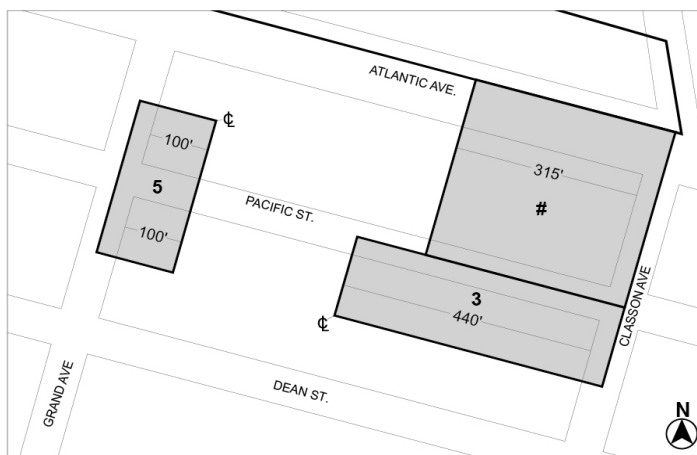 ATLANTIC AVE.
℄
100'
5
315'
#
PACIFIC ST.
100'
CLASSON AVE
3
440'
℄
DEAN ST.
GRAND AVE
N